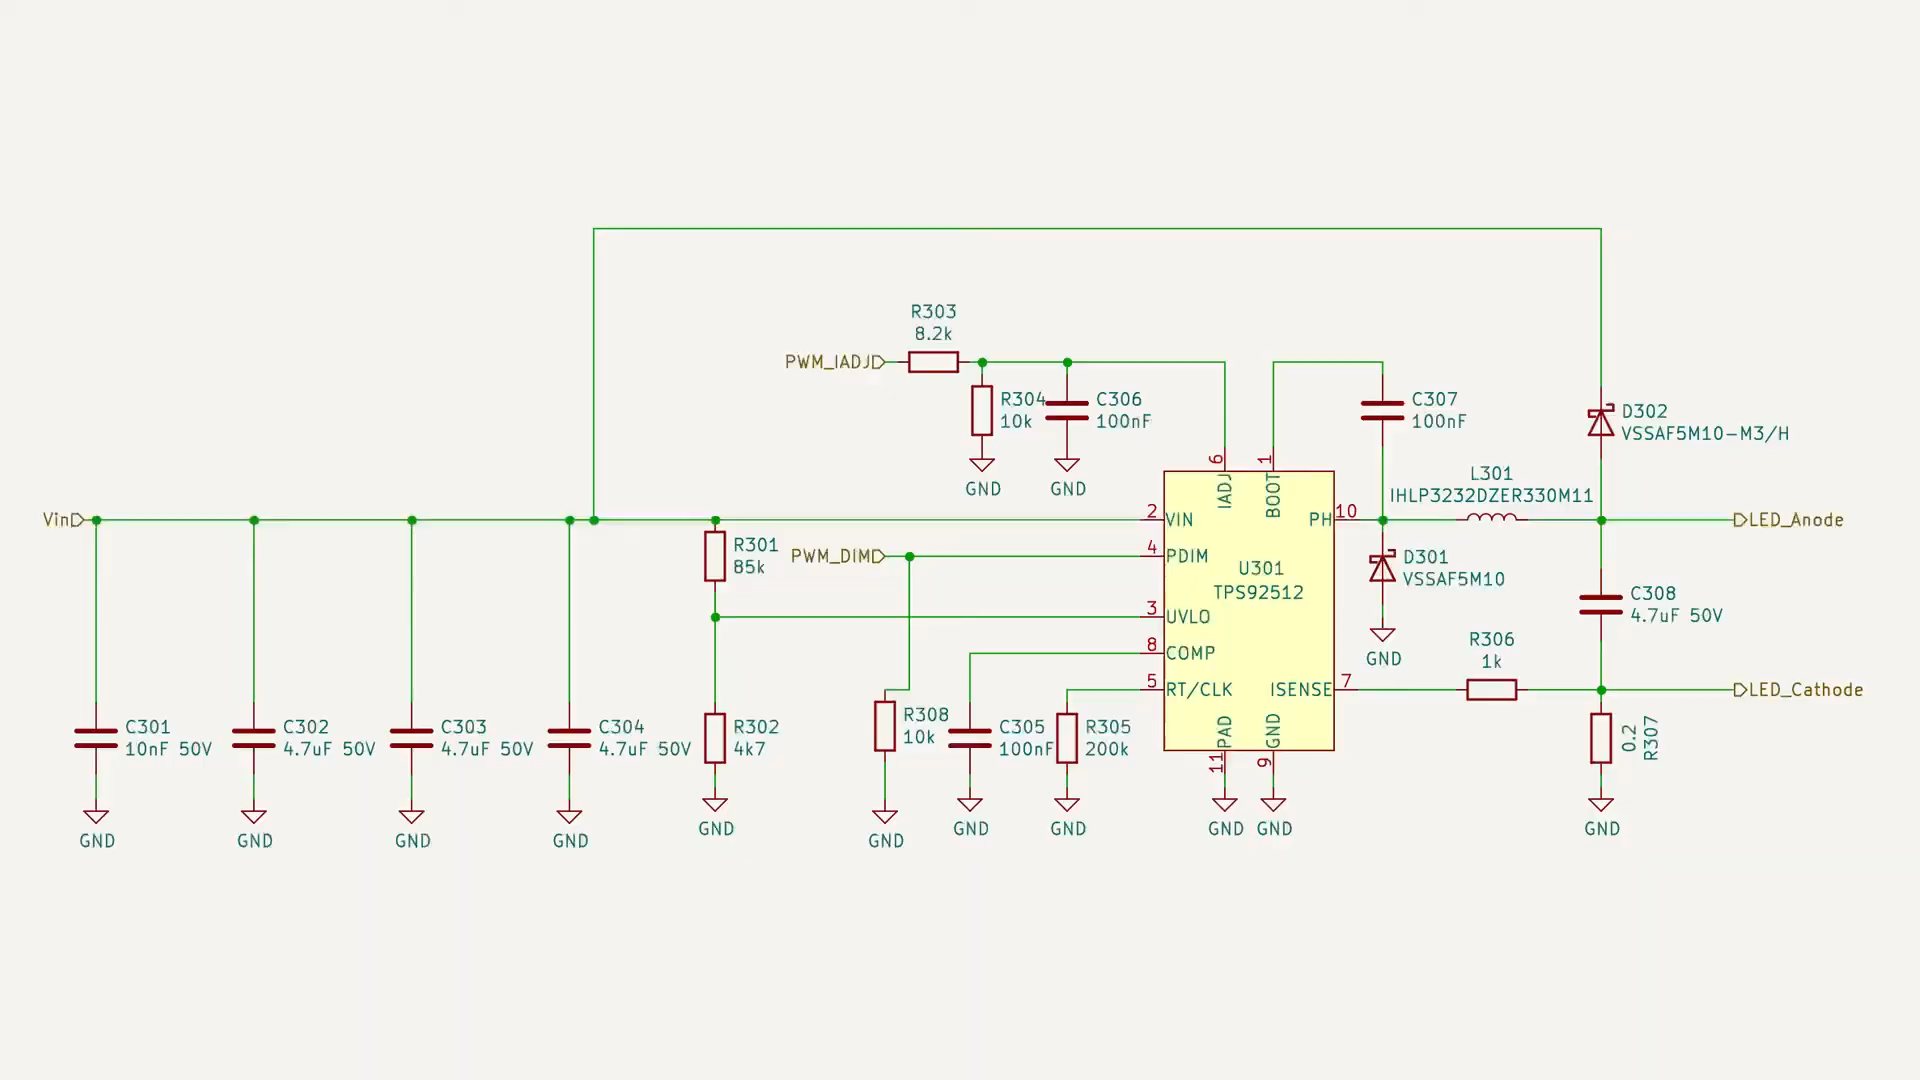 R303
8.2k
PWM_IADJ
R304
10k
C306
100nF
GND
GND
C307
100nF
D302
VSSAF5M10-M3/H
L301
IHLP3232DZER330M11
Vin
R301
85k
PWM_DIM
2
VIN
4
PDIM
3
UVLO
8
COMP
5
RT/CLK
6
IADJ
1
BOOT
PH
10
U301
TPS92512
ISENSE
7
PAD
11
GND
9
D301
VSSAF5M10
GND
LED_Anode
C308
4.7uF 50V
R306
1k
LED_Cathode
0.2
R307
C301
10nF 50V
C302
4.7uF 50V
C303
4.7uF 50V
C304
4.7uF 50V
R302
4k7
R308
10k
C305
100nF
R305
200k
GND
GND
GND
GND
GND
GND
GND
GND
GND
GND
GND